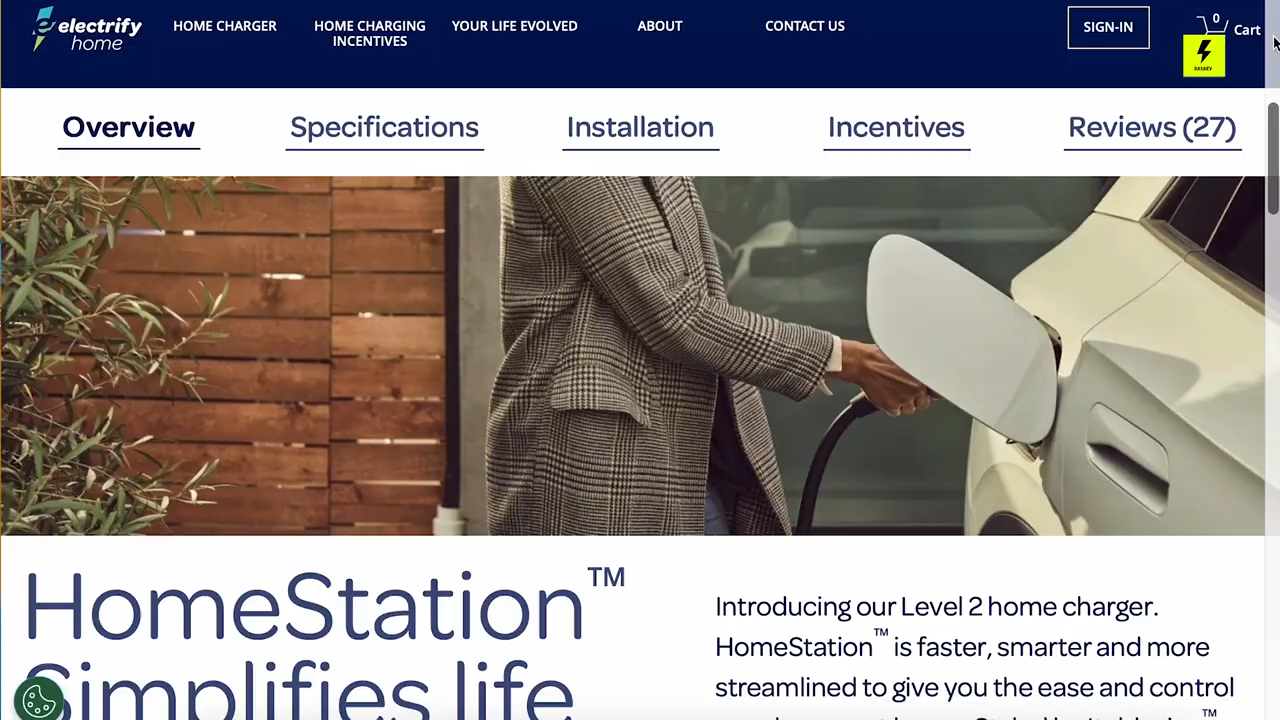 electrify
home
HOME CHARGER
HOME CHARGING
INCENTIVES
YOUR LIFE EVOLVED
ABOUT
CONTACT US
SIGN-IN
0
Cart
Overview
Specifications
Installation
Incentives
Reviews (27)
HomeStation™
Simplifies life
Introducing our Level 2 home charger.
HomeStation™ is faster, smarter and more
streamlined to give you the ease and control